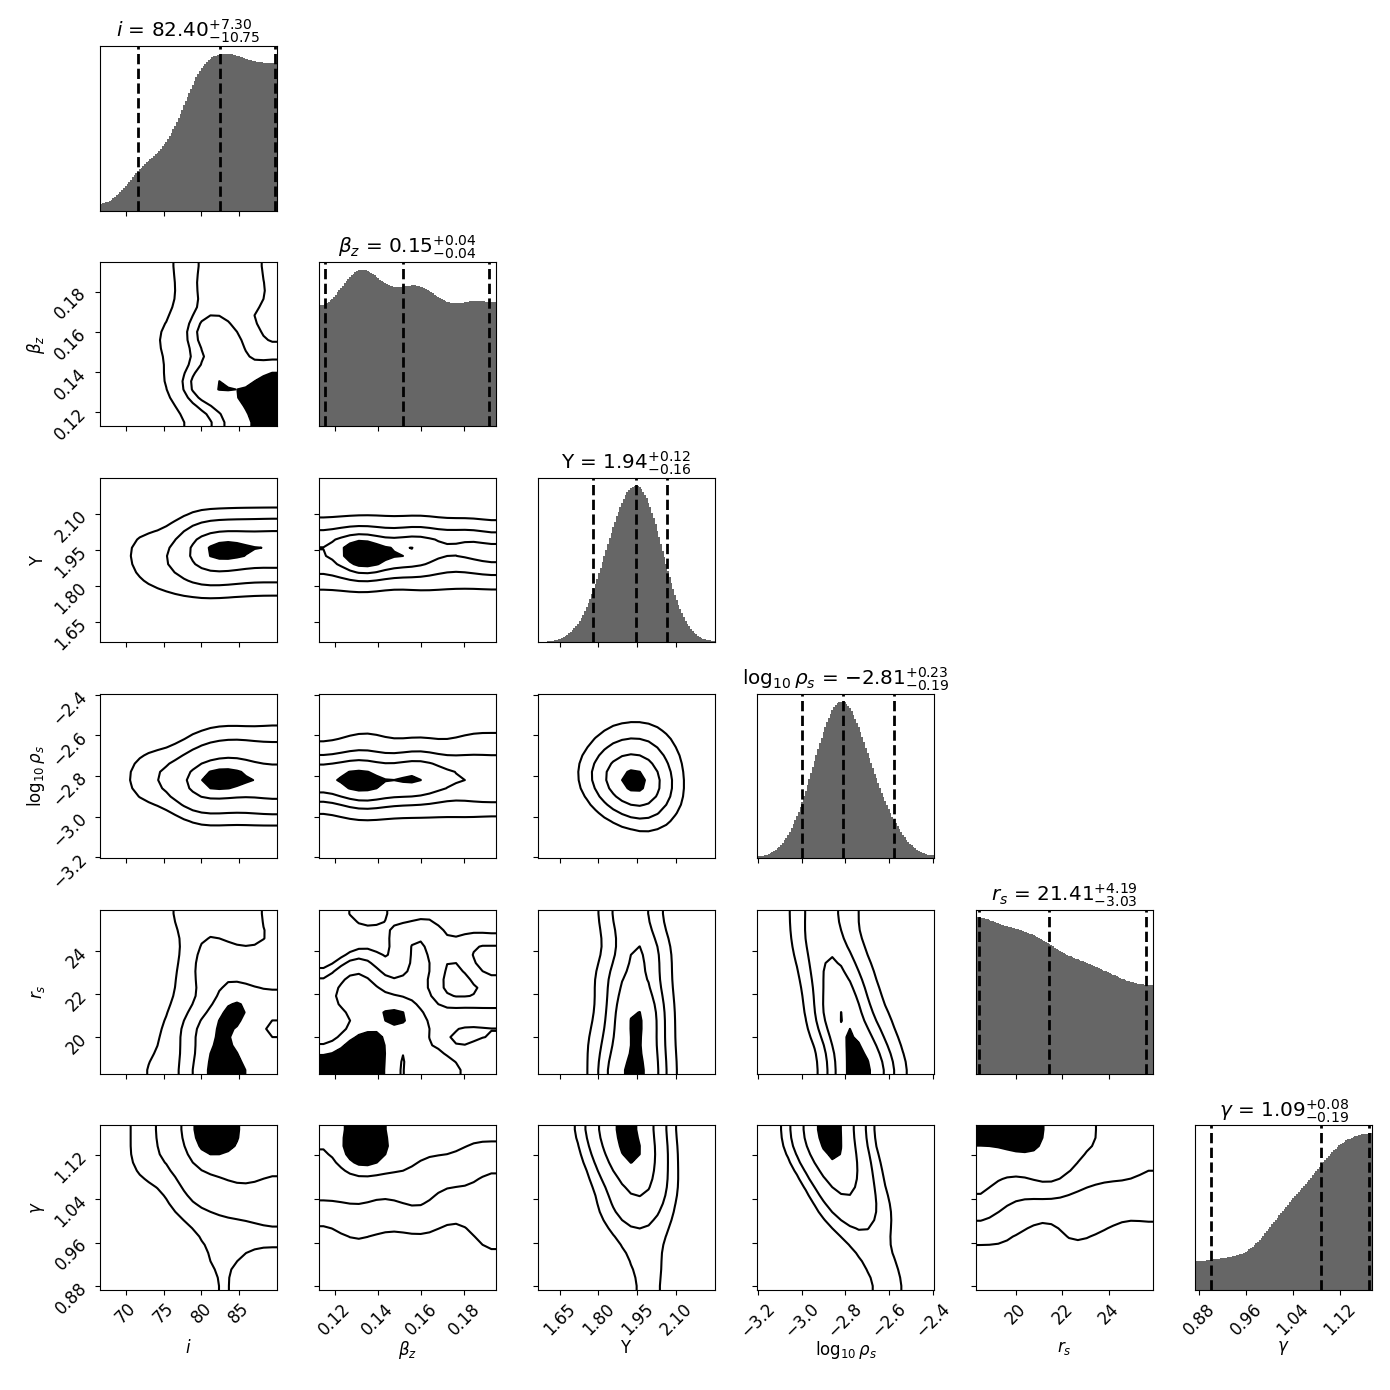 i = 82.40 +7.30 −10.75
β_z = 0.15 +0.04 −0.04
0.18
0.16
0.14
0.12
β_z
Y = 1.94 +0.12 −0.16
2.10
1.95
1.80
1.65
Y
log₁₀ ρ_s = −2.81 +0.23 −0.19
−2.4
−2.6
−2.8
−3.0
−3.2
log₁₀ ρ_s
r_s = 21.41 +4.19 −3.03
24
22
20
r_s
γ = 1.09 +0.08 −0.19
1.12
1.04
0.96
0.88
γ
70 75 80 85
0.12 0.14 0.16 0.18
1.65 1.80 1.95 2.10
−3.2 −3.0 −2.8 −2.6 −2.4
20 22 24
0.88 0.96 1.04 1.12
i β_z Y log₁₀ ρ_s r_s γ